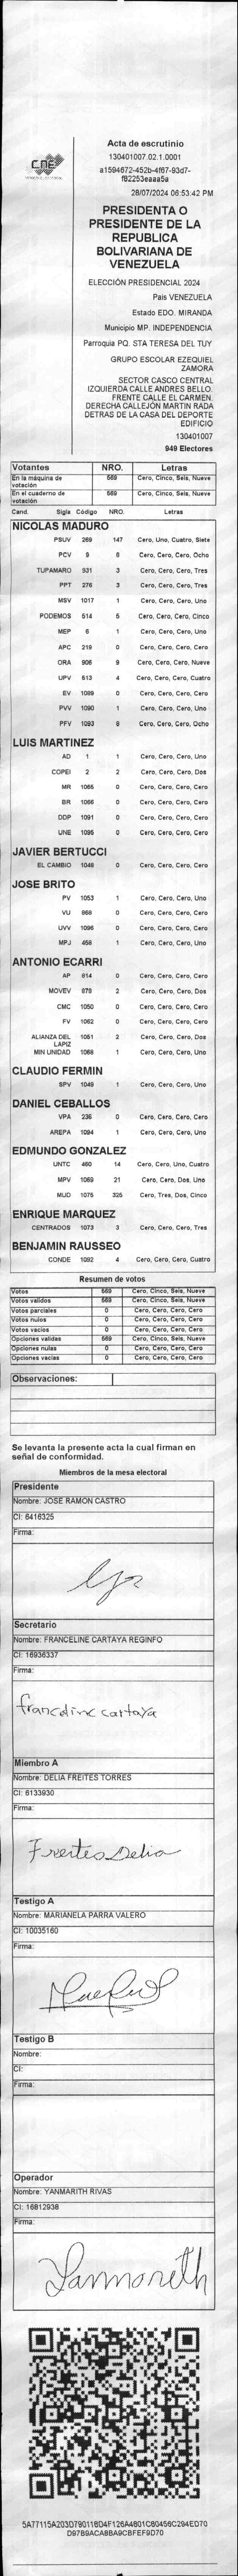 CNE
Acta de escrutinio
130401007.02.1.0001
a1594672-452b-4f67-93d7-
f82253eaaa5a
28/07/2024 06:53:42 PM
PRESIDENTA O
PRESIDENTE DE LA
REPUBLICA
BOLIVARIANA DE
VENEZUELA
ELECCIÓN PRESIDENCIAL 2024
Pais VENEZUELA
Estado EDO. MIRANDA
Municipio MP. INDEPENDENCIA
Parroquia PQ. STA TERESA DEL TUY
GRUPO ESCOLAR EZEQUIEL
ZAMORA
SECTOR CASCO CENTRAL
IZQUIERDA CALLE ANDRES BELLO.
FRENTE CALLE EL CARMEN.
DERECHA CALLEJÓN MARTIN RADA
DETRAS DE LA CASA DEL DEPORTE
EDIFICIO
130401007
949 Electores
Votantes NRO. Letras
En la máquina de votación 569 Cero, Cinco, Seis, Nueve
En el cuaderno de votación 569 Cero, Cinco, Seis, Nueve
Cand. Sigla Código NRO. Letras
NICOLAS MADURO
PSUV 269 147 Cero, Uno, Cuatro, Siete
PCV 9 8 Cero, Cero, Cero, Ocho
TUPAMARO 531 3 Cero, Cero, Cero, Tres
PPT 276 3 Cero, Cero, Cero, Tres
MSV 1017 1 Cero, Cero, Cero, Uno
PODEMOS 514 5 Cero, Cero, Cero, Cinco
MEP 6 1 Cero, Cero, Cero, Uno
APC 219 0 Cero, Cero, Cero, Cero
ORA 906 9 Cero, Cero, Cero, Nueve
UPV 513 4 Cero, Cero, Cero, Cuatro
EV 1089 0 Cero, Cero, Cero, Cero
PVV 1090 1 Cero, Cero, Cero, Uno
PFV 1093 8 Cero, Cero, Cero, Ocho
LUIS MARTINEZ
AD 1 1 Cero, Cero, Cero, Uno
COPEI 2 2 Cero, Cero, Cero, Dos
MR 1065 0 Cero, Cero, Cero, Cero
BR 1066 0 Cero, Cero, Cero, Cero
DDP 1091 0 Cero, Cero, Cero, Cero
UNE 1095 0 Cero, Cero, Cero, Cero
JAVIER BERTUCCI
EL CAMBIO 1048 0 Cero, Cero, Cero, Cero
JOSE BRITO
PV 1053 1 Cero, Cero, Cero, Uno
VU 868 0 Cero, Cero, Cero, Cero
UVV 1096 0 Cero, Cero, Cero, Cero
MPJ 458 1 Cero, Cero, Cero, Uno
ANTONIO ECARRI
AP 814 0 Cero, Cero, Cero, Cero
MOVEV 979 2 Cero, Cero, Cero, Dos
CMC 1050 0 Cero, Cero, Cero, Cero
FV 1062 0 Cero, Cero, Cero, Cero
ALIANZA DEL LAPIZ 1051 2 Cero, Cero, Cero, Dos
MIN UNIDAD 1068 1 Cero, Cero, Cero, Uno
CLAUDIO FERMIN
SPV 1049 1 Cero, Cero, Cero, Uno
DANIEL CEBALLOS
VPA 236 0 Cero, Cero, Cero, Cero
AREPA 1094 1 Cero, Cero, Cero, Uno
EDMUNDO GONZALEZ
UNTC 460 14 Cero, Cero, Uno, Cuatro
MPV 1069 21 Cero, Cero, Dos, Uno
MUD 1075 325 Cero, Tres, Dos, Cinco
ENRIQUE MARQUEZ
CENTRADOS 1073 3 Cero, Cero, Cero, Tres
BENJAMIN RAUSSEO
CONDE 1092 4 Cero, Cero, Cero, Cuatro
Resumen de votos
Votos 569 Cero, Cinco, Seis, Nueve
Votos validos 569 Cero, Cinco, Seis, Nueve
Votos parciales 0 Cero, Cero, Cero, Cero
Votos nulos 0 Cero, Cero, Cero, Cero
Votos vacios 0 Cero, Cero, Cero, Cero
Opciones validas 569 Cero, Cinco, Seis, Nueve
Opciones nulas 0 Cero, Cero, Cero, Cero
Opciones vacias 0 Cero, Cero, Cero, Cero
Observaciones:
Se levanta la presente acta la cual firman en
señal de conformidad.
Miembros de la mesa electoral
Presidente
Nombre: JOSE RAMON CASTRO
CI: 6416325
Firma:
Secretario
Nombre: FRANCELINE CARTAYA REGINFO
CI: 16936337
Firma:
Franceline cartaya
Miembro A
Nombre: DELIA FREITES TORRES
CI: 6133930
Firma:
Freites Delia
Testigo A
Nombre: MARIANELA PARRA VALERO
CI: 10035160
Firma:
Testigo B
Nombre:
CI:
Firma:
Operador
Nombre: YANMARITH RIVAS
CI: 16812938
Firma:
5A77115A203D790116D4F126A4801C80456C294ED70
D97B9ACA8BA9CBFEF9D70